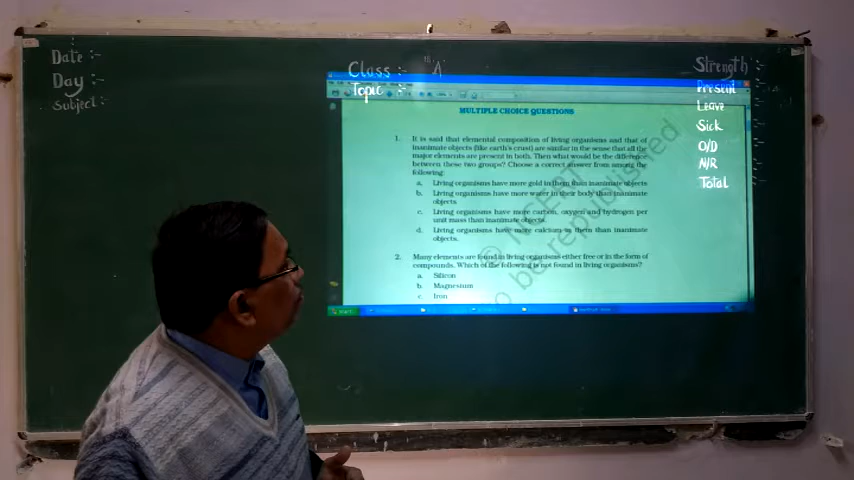 Date :-
Day :-
Subject :-
Class :- A
Topic :-
Strength :-
Present
Leave
Sick
O/D
N/R
Total
MULTIPLE CHOICE QUESTIONS
1. It is said that elemental composition of living organisms and that of
inanimate objects (like earth's crust) are similar in the sense that all the
major elements are present in both. Then what would be the difference
between these two groups? Choose a correct answer from among the
following:
a. Living organisms have more gold in them than inanimate objects
b. Living organisms have more water in their body than inanimate
objects
c. Living organisms have more carbon, oxygen and hydrogen per
unit mass than inanimate objects.
d. Living organisms have more calcium in them than inanimate
objects.
2. Many elements are found in living organisms either free or in the form of
compounds. Which of the following is not found in living organisms?
a. Silicon
b. Magnesium
c. Iron
© NCERT
to be republished